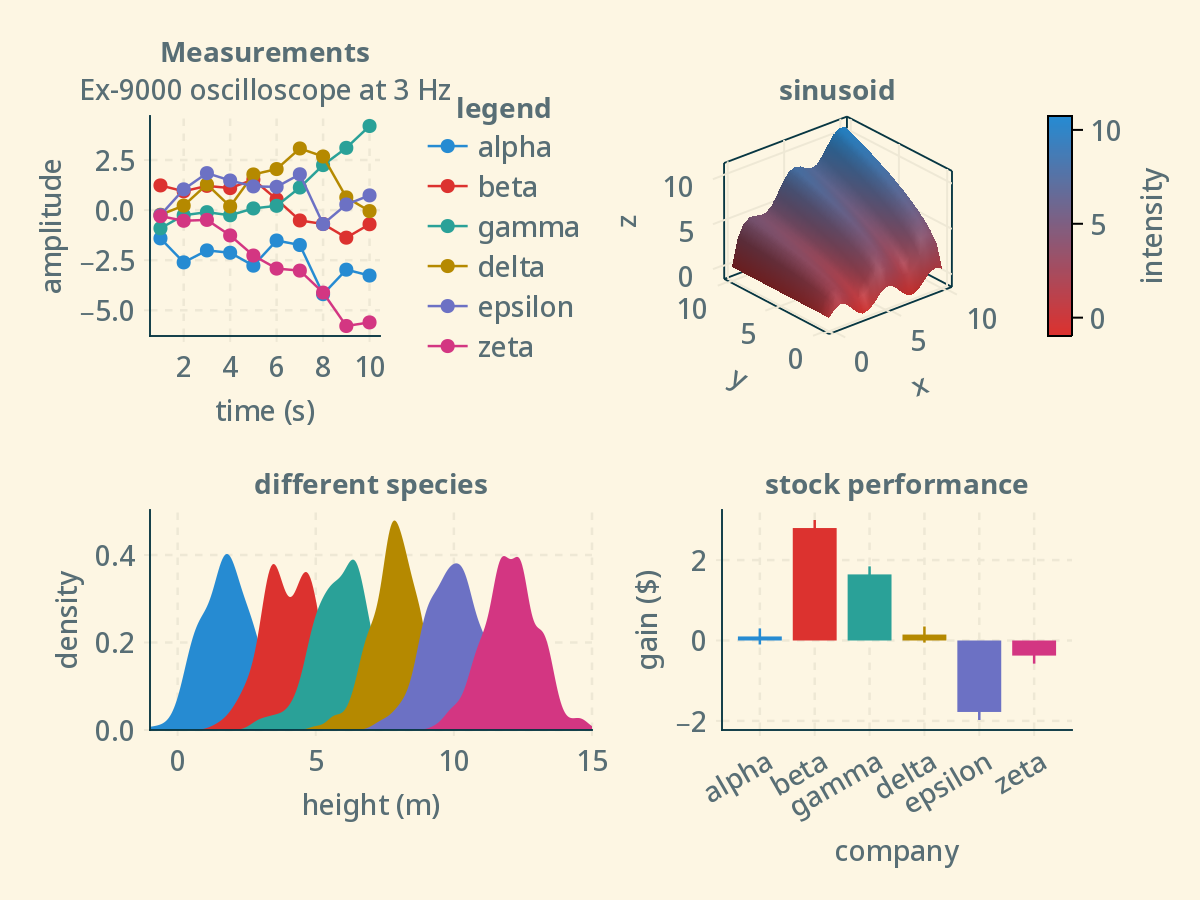 Measurements
Ex-9000 oscilloscope at 3 Hz
amplitude
2.5
0.0
−2.5
−5.0
2 4 6 8 10
time (s)
legend
alpha
beta
gamma
delta
epsilon
zeta
sinusoid
z
10
5
0
10
5
0
y
0
5
10
x
10
5
0
intensity
different species
density
0.4
0.2
0.0
0 5 10 15
height (m)
stock performance
gain ($)
2
0
−2
alpha beta gamma delta epsilon zeta
company